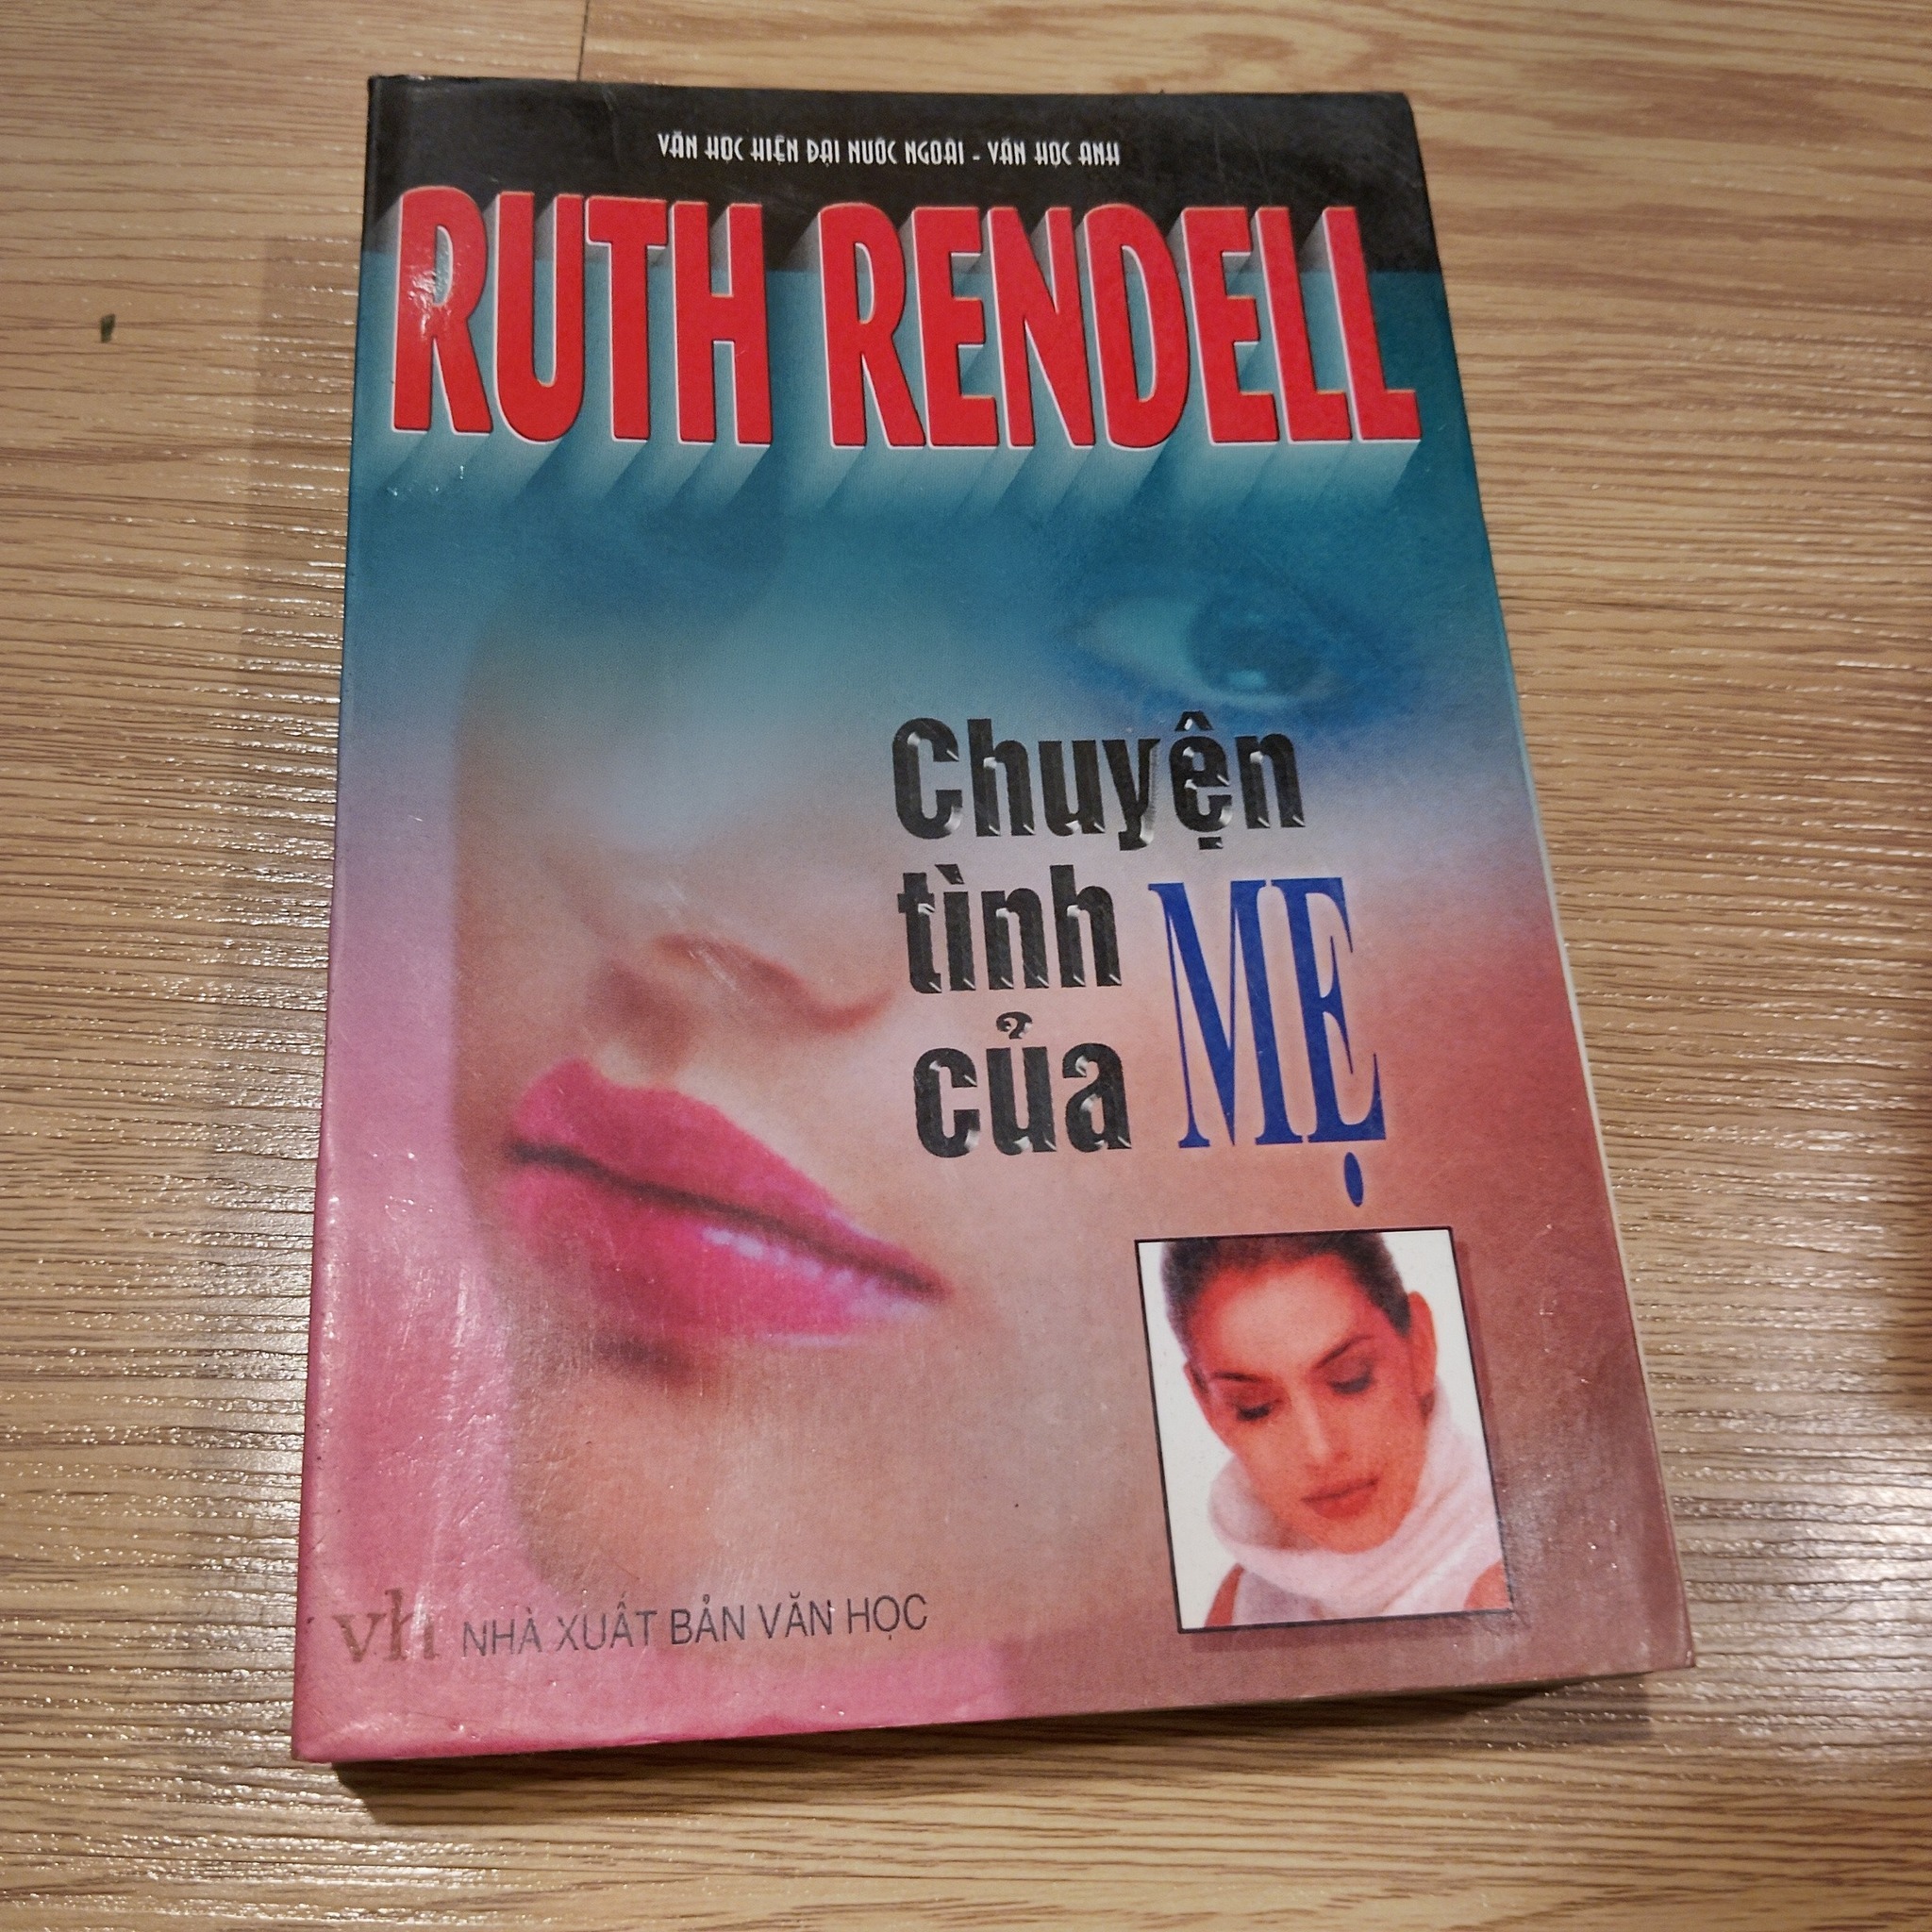 VĂN HỌC HIỆN ĐẠI NƯỚC NGOÀI - VĂN HỌC ANH
RUTH RENDELL
Chuyện
tình
của MẸ
vh NHÀ XUẤT BẢN VĂN HỌC